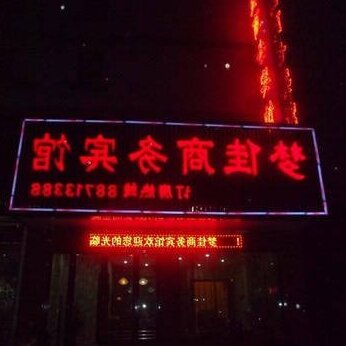 梦佳商务宾馆
订房热线
梦佳商务宾馆欢迎您的光临